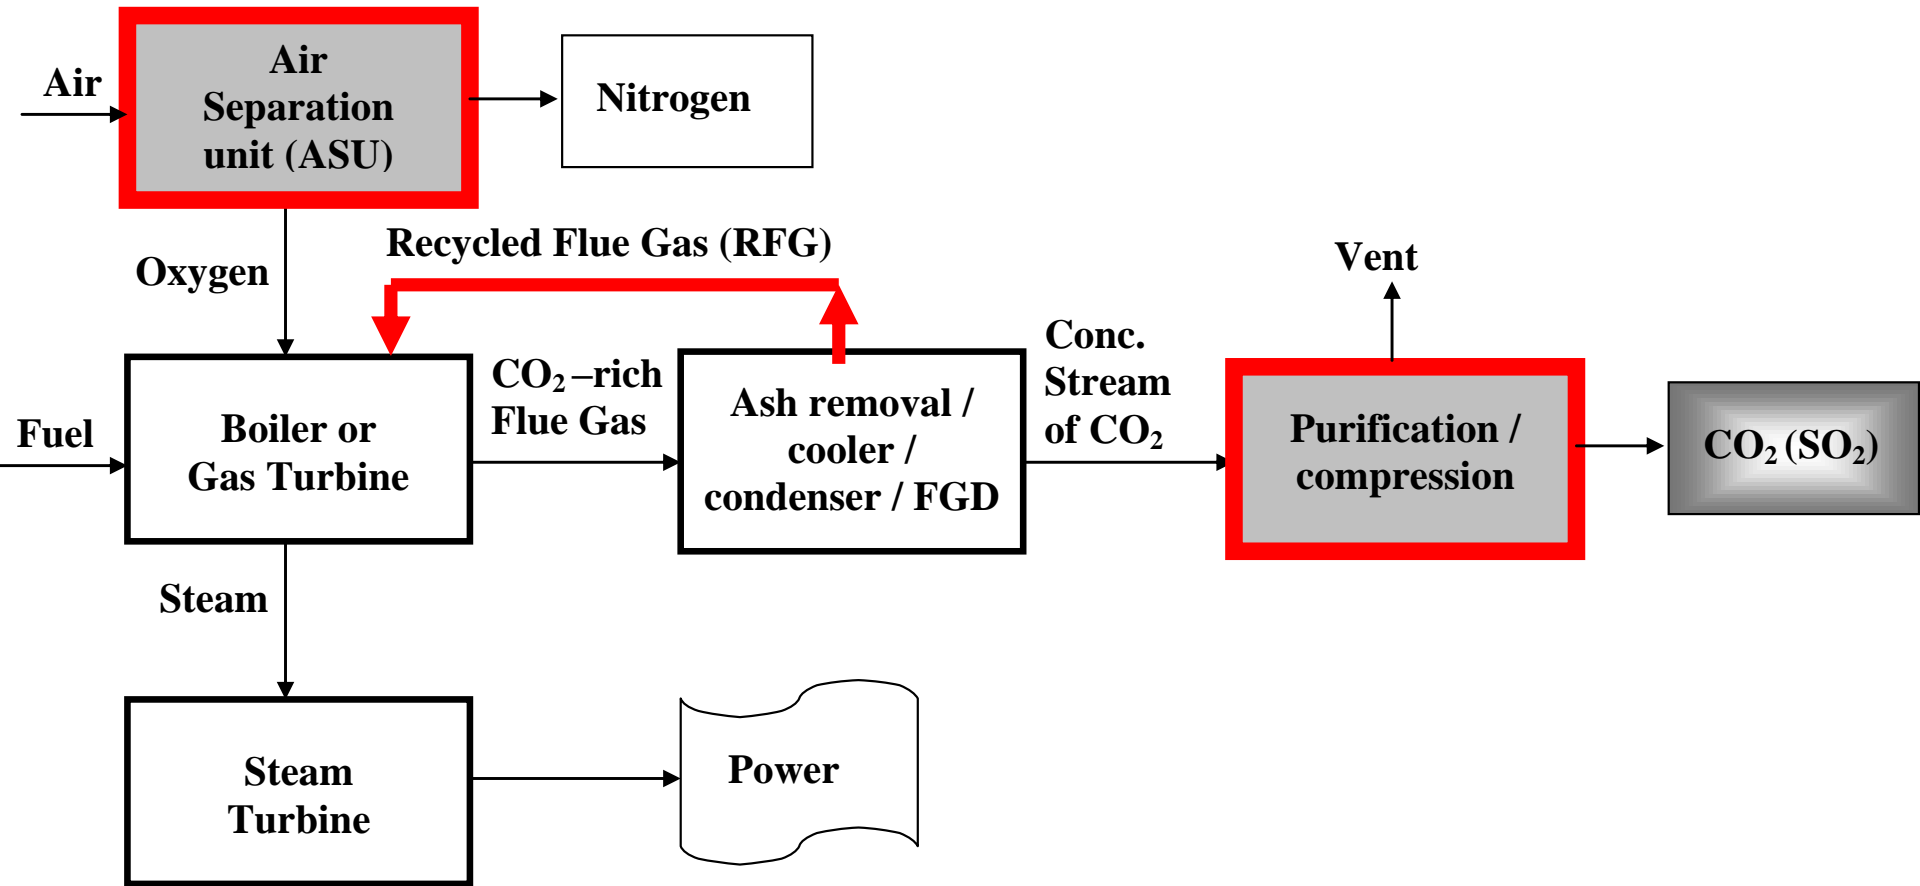 Air
Air
Separation
unit (ASU)
Nitrogen
Recycled Flue Gas (RFG)
Oxygen
Vent
Fuel
Boiler or
Gas Turbine
CO₂ –rich
Flue Gas
Ash removal /
cooler /
condenser / FGD
Conc.
Stream
of CO₂
Purification /
compression
CO₂ (SO₂)
Steam
Steam
Turbine
Power